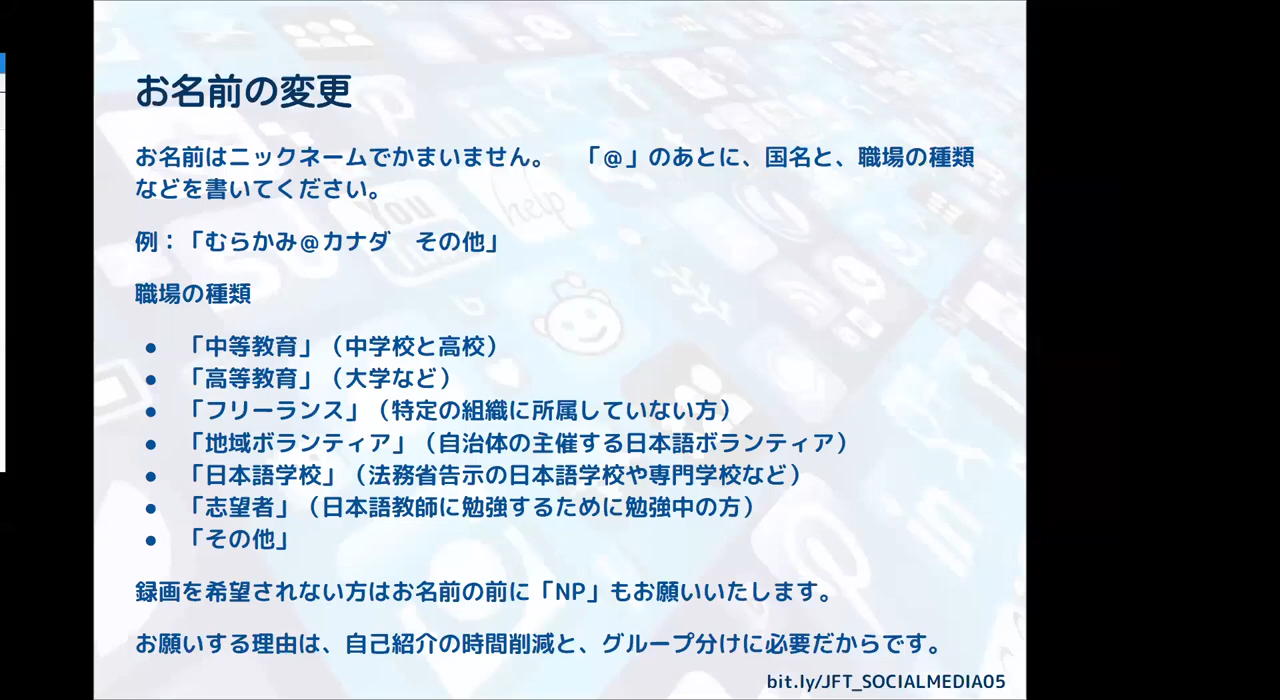 お名前の変更
お名前はニックネームでかまいません。　「@」のあとに、国名と、職場の種類
などを書いてください。
例：「むらかみ@カナダ　その他」
職場の種類
● 「中等教育」（中学校と高校）
● 「高等教育」（大学など）
● 「フリーランス」（特定の組織に所属していない方）
● 「地域ボランティア」（自治体の主催する日本語ボランティア）
● 「日本語学校」（法務省告示の日本語学校や専門学校など）
● 「志望者」（日本語教師に勉強するために勉強中の方）
● 「その他」
録画を希望されない方はお名前の前に「NP」もお願いいたします。
お願いする理由は、自己紹介の時間削減と、グループ分けに必要だからです。
bit.ly/JFT_SOCIALMEDIA05
You
help
in
in